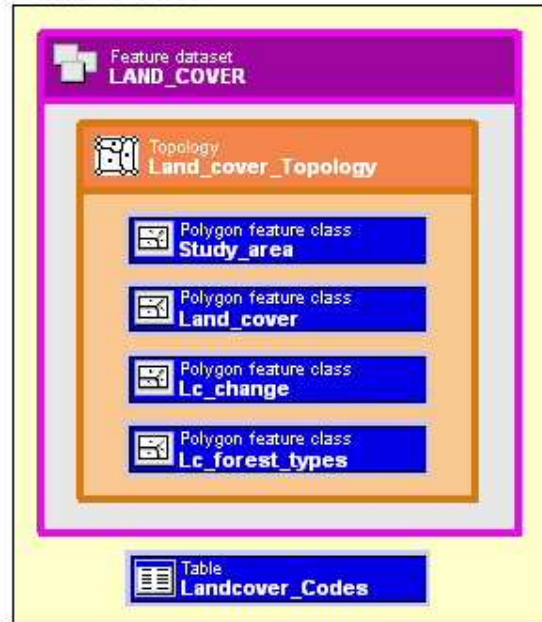 Feature dataset
LAND_COVER
Topology
Land_cover_Topology
Polygon feature class
Study_area
Polygon feature class
Land_cover
Polygon feature class
Lc_change
Polygon feature class
Lc_forest_types
Table
Landcover_Codes